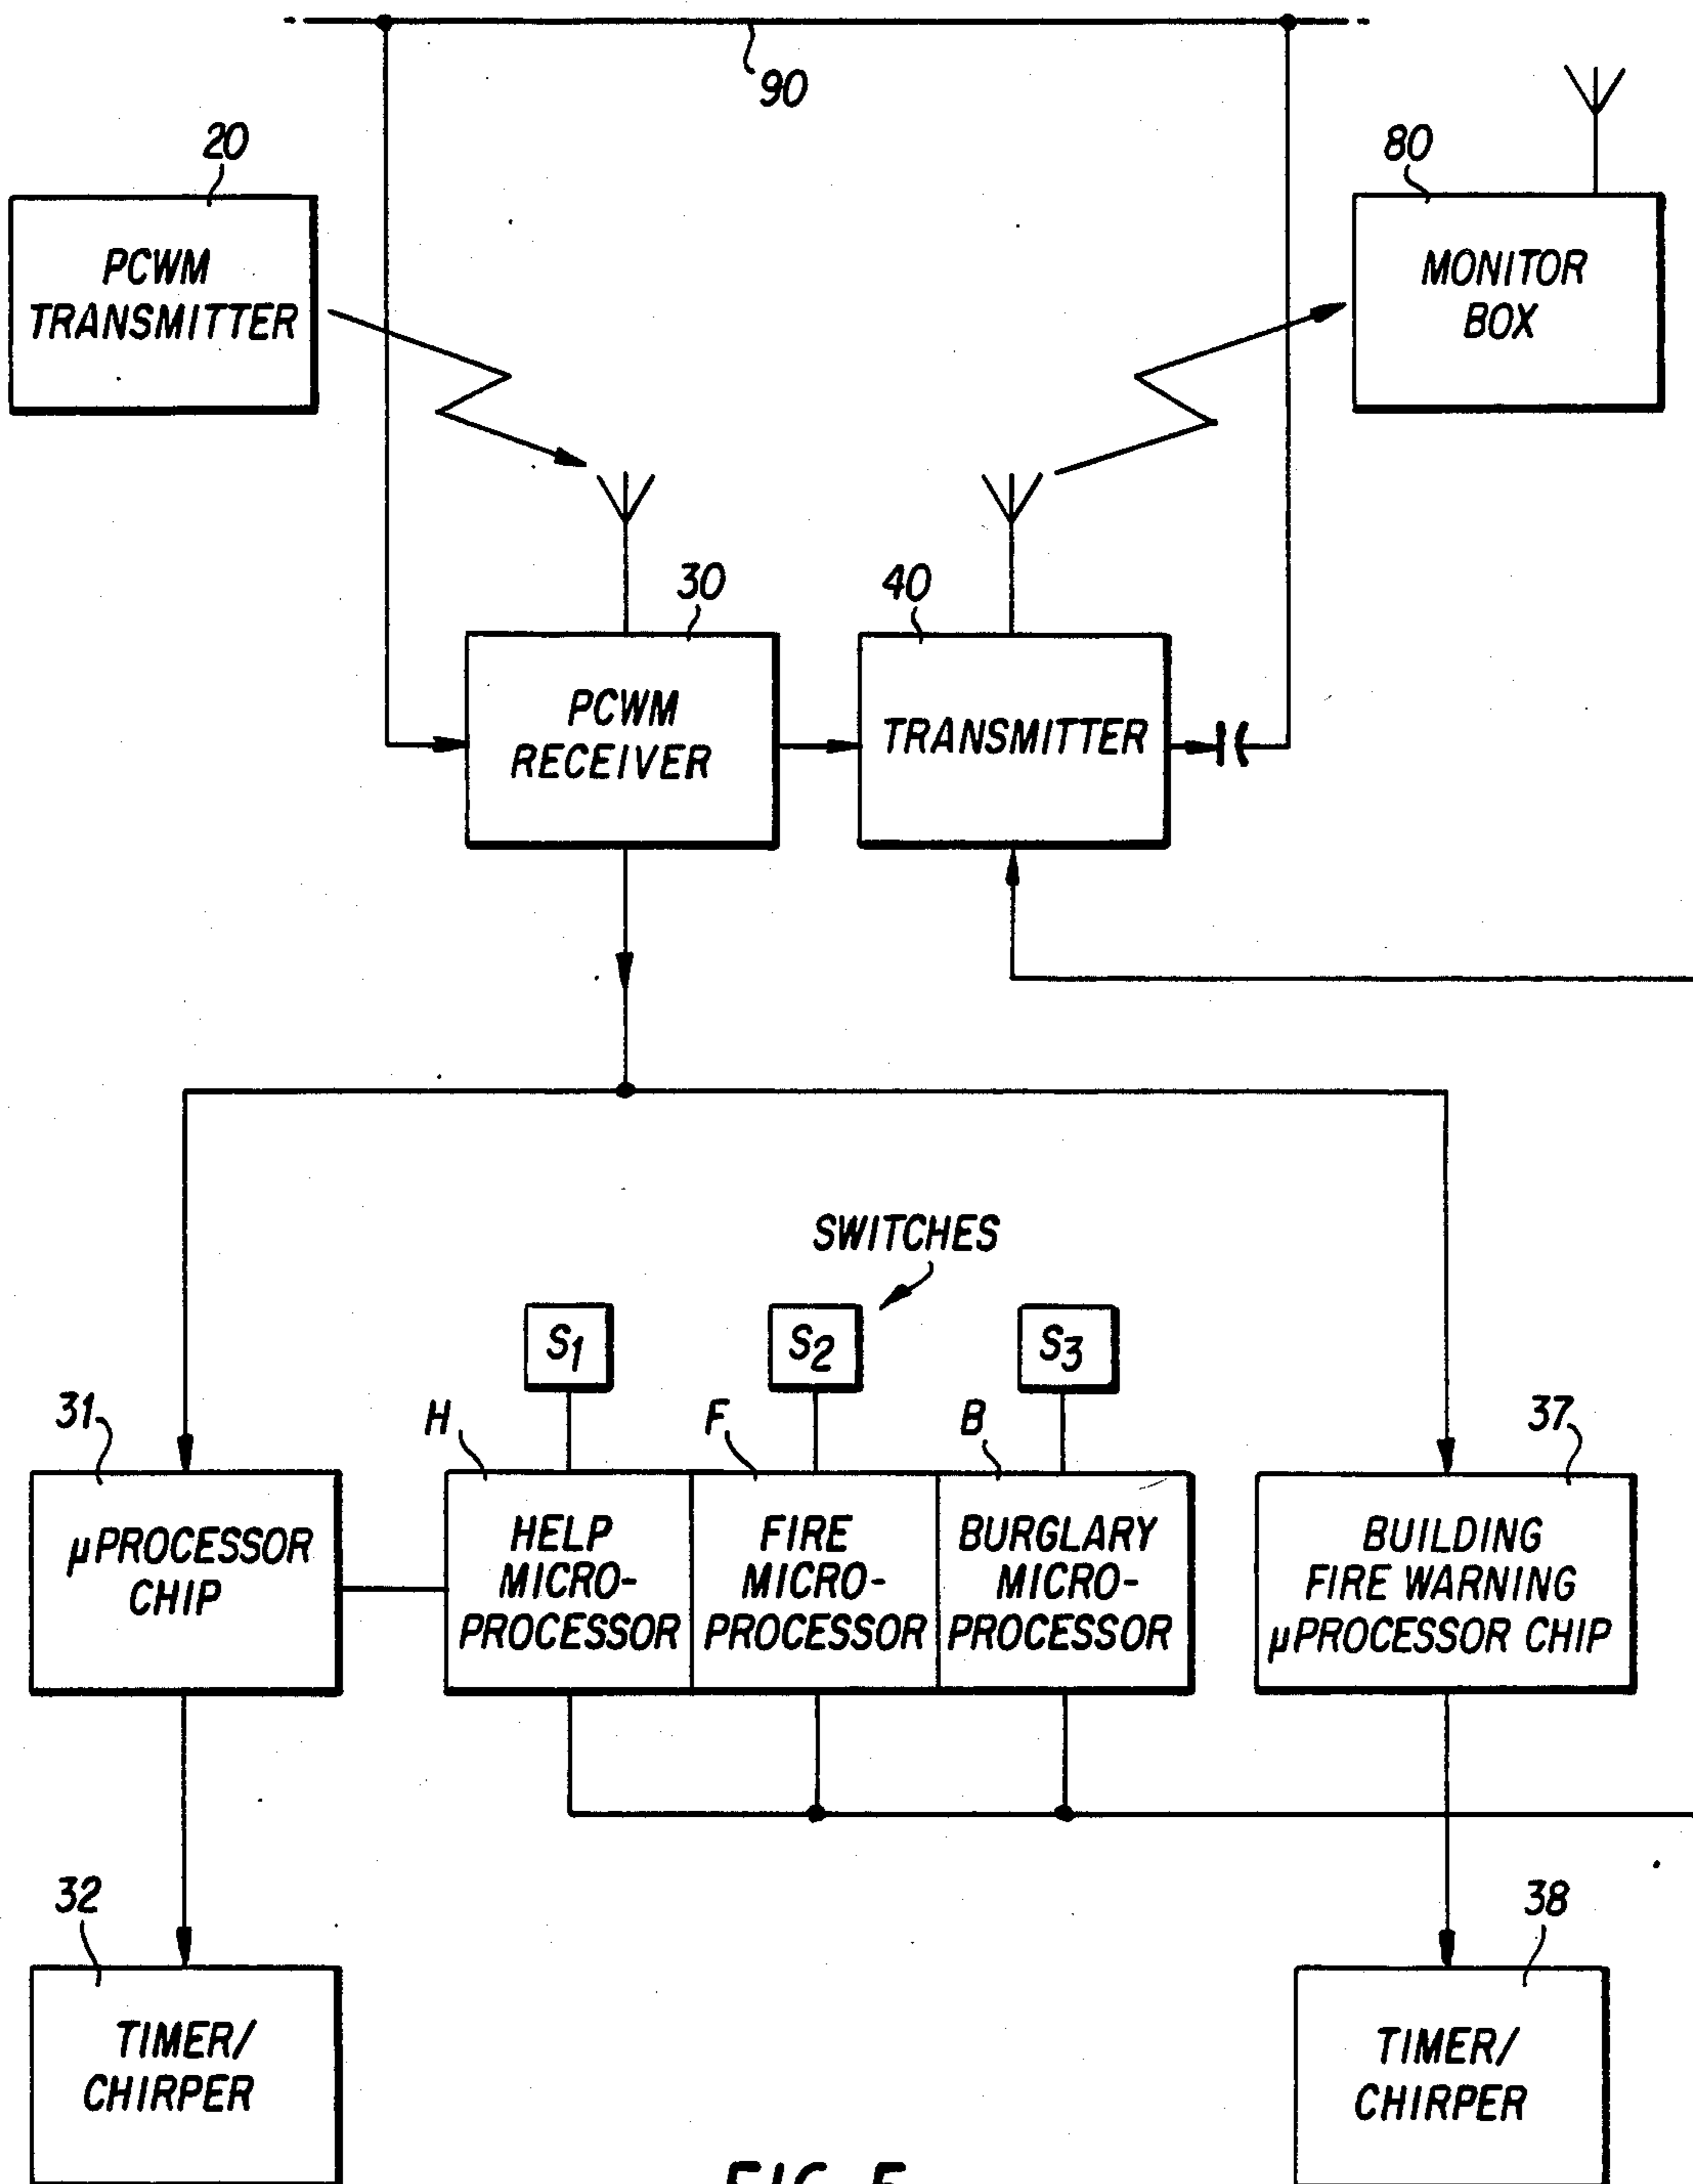 90
20
80
PCWM
TRANSMITTER
MONITOR
BOX
30
40
PCWM
RECEIVER
TRANSMITTER
SWITCHES
S1
S2
S3
31
H
F
B
37
µPROCESSOR
CHIP
HELP
MICRO-
PROCESSOR
FIRE
MICRO-
PROCESSOR
BURGLARY
MICRO-
PROCESSOR
BUILDING
FIRE WARNING
µPROCESSOR CHIP
32
38
TIMER/
CHIRPER
TIMER/
CHIRPER